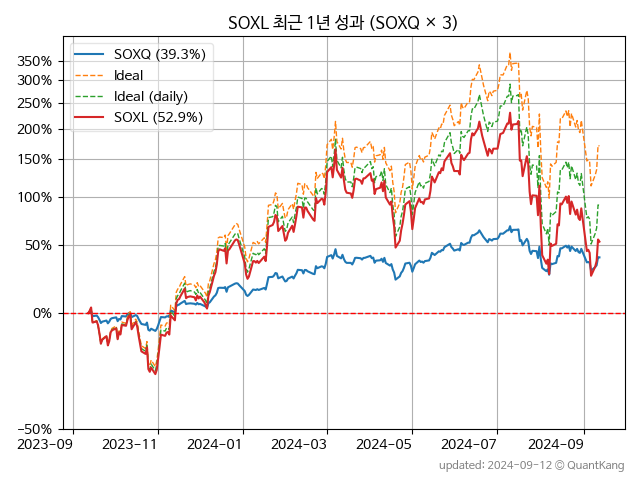 SOXL 최근 1년 성과 (SOXQ × 3)
SOXQ (39.3%)
Ideal
Ideal (daily)
SOXL (52.9%)
350%
300%
250%
200%
150%
100%
50%
0%
-50%
2023-09 2023-11 2024-01 2024-03 2024-05 2024-07 2024-09
updated: 2024-09-12 © QuantKang